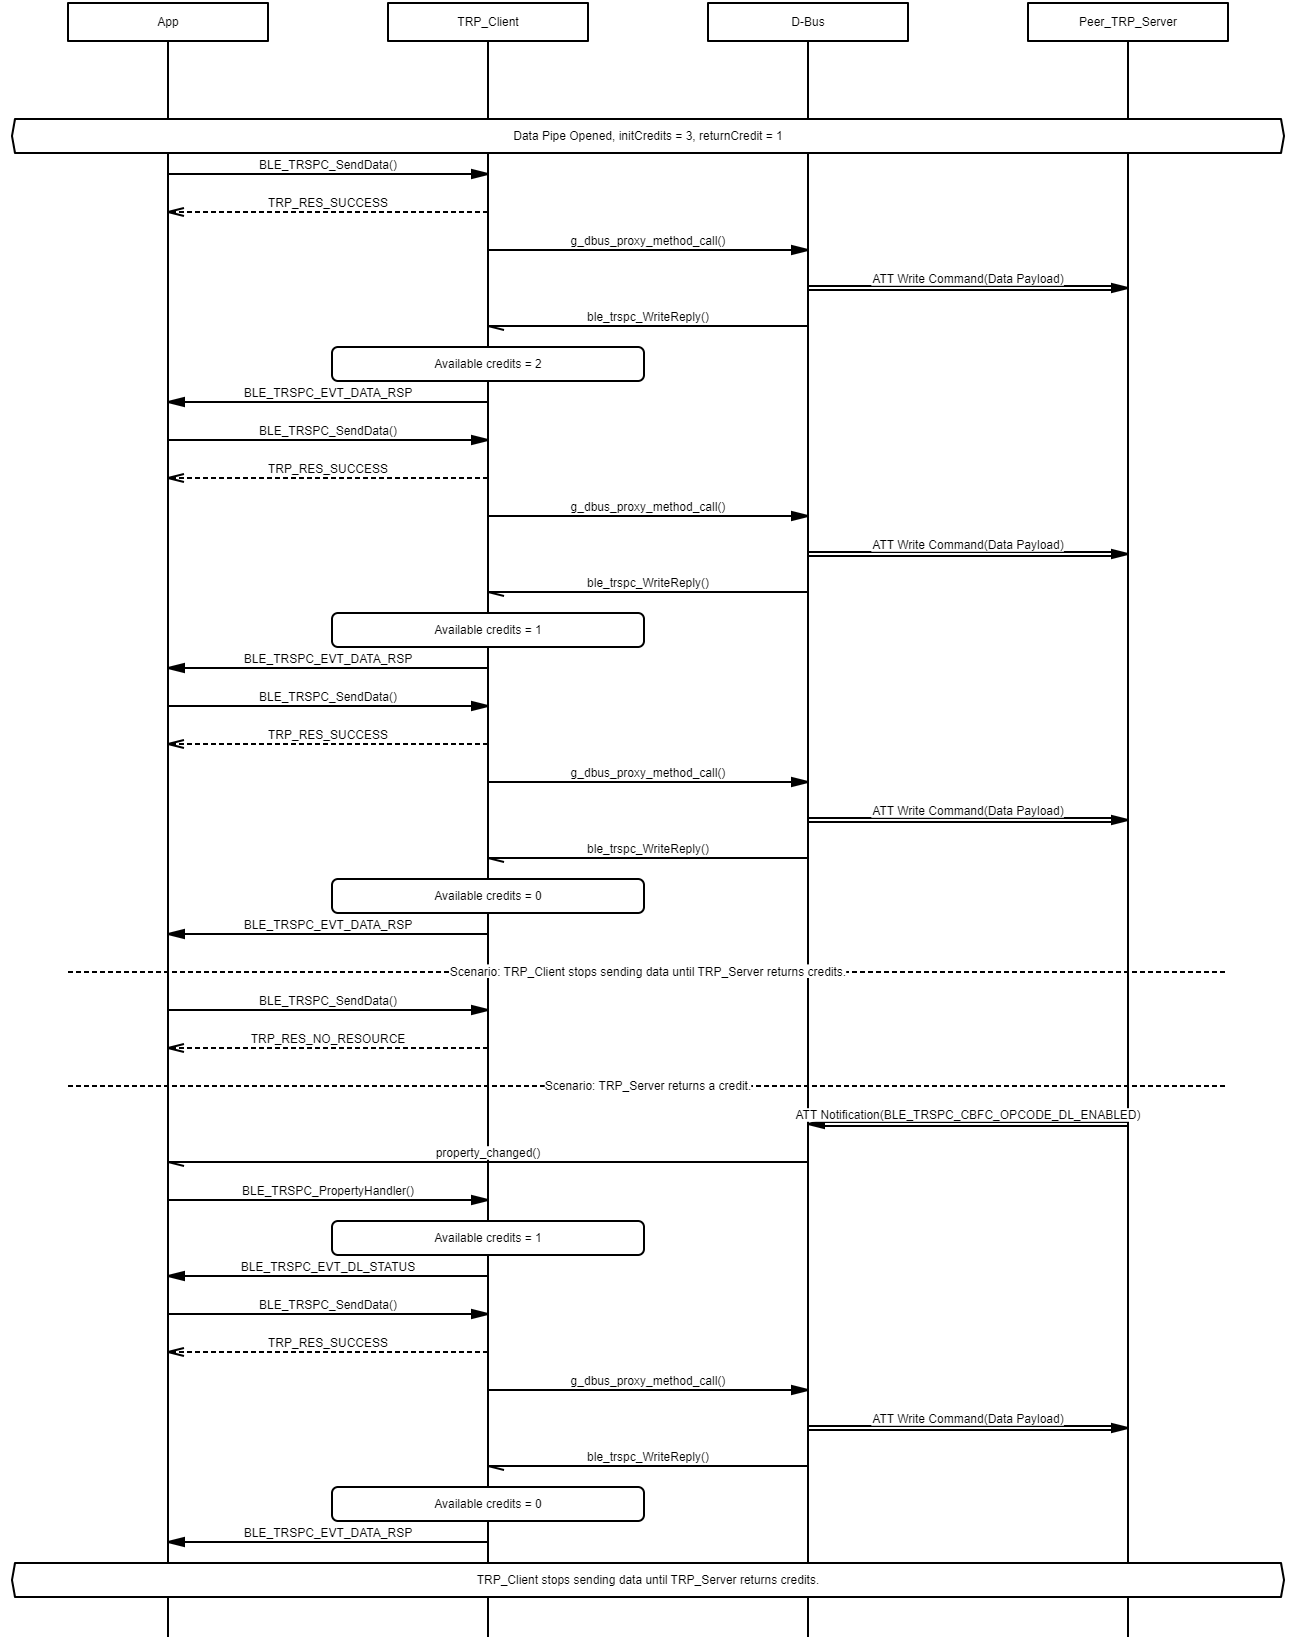 App
TRP_Client
D-Bus
Peer_TRP_Server
Data Pipe Opened, initCredits = 3, returnCredit = 1
BLE_TRSPC_SendData()
TRP_RES_SUCCESS
g_dbus_proxy_method_call()
ATT Write Command(Data Payload)
ble_trspc_WriteReply()
Available credits = 2
BLE_TRSPC_EVT_DATA_RSP
BLE_TRSPC_SendData()
TRP_RES_SUCCESS
g_dbus_proxy_method_call()
ATT Write Command(Data Payload)
ble_trspc_WriteReply()
Available credits = 1
BLE_TRSPC_EVT_DATA_RSP
BLE_TRSPC_SendData()
TRP_RES_SUCCESS
g_dbus_proxy_method_call()
ATT Write Command(Data Payload)
ble_trspc_WriteReply()
Available credits = 0
BLE_TRSPC_EVT_DATA_RSP
Scenario: TRP_Client stops sending data until TRP_Server returns credits.
BLE_TRSPC_SendData()
TRP_RES_NO_RESOURCE
Scenario: TRP_Server returns a credit.
ATT Notification(BLE_TRSPC_CBFC_OPCODE_DL_ENABLED)
property_changed()
BLE_TRSPC_PropertyHandler()
Available credits = 1
BLE_TRSPC_EVT_DL_STATUS
BLE_TRSPC_SendData()
TRP_RES_SUCCESS
g_dbus_proxy_method_call()
ATT Write Command(Data Payload)
ble_trspc_WriteReply()
Available credits = 0
BLE_TRSPC_EVT_DATA_RSP
TRP_Client stops sending data until TRP_Server returns credits.